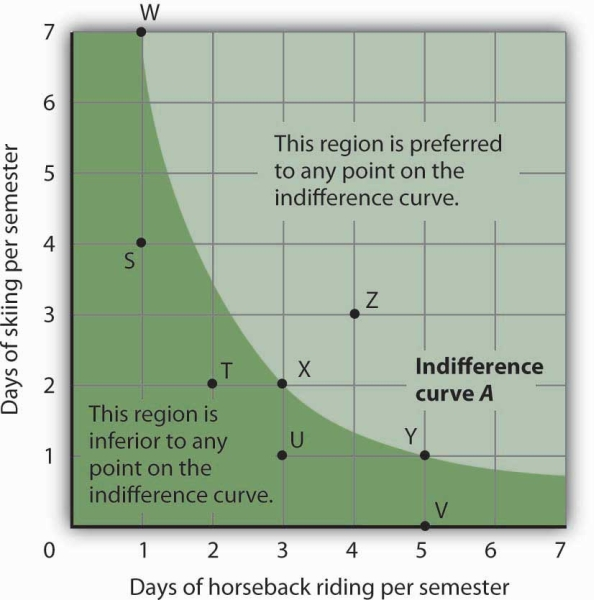 W
7
6
5
4
3
2
1
0
1
2
3
4
5
6
7
Days of skiing per semester
Days of horseback riding per semester
This region is preferred
to any point on the
indifference curve.
S
Z
T
X
Indifference
curve A
This region is
inferior to any
point on the
indifference curve.
U
Y
V